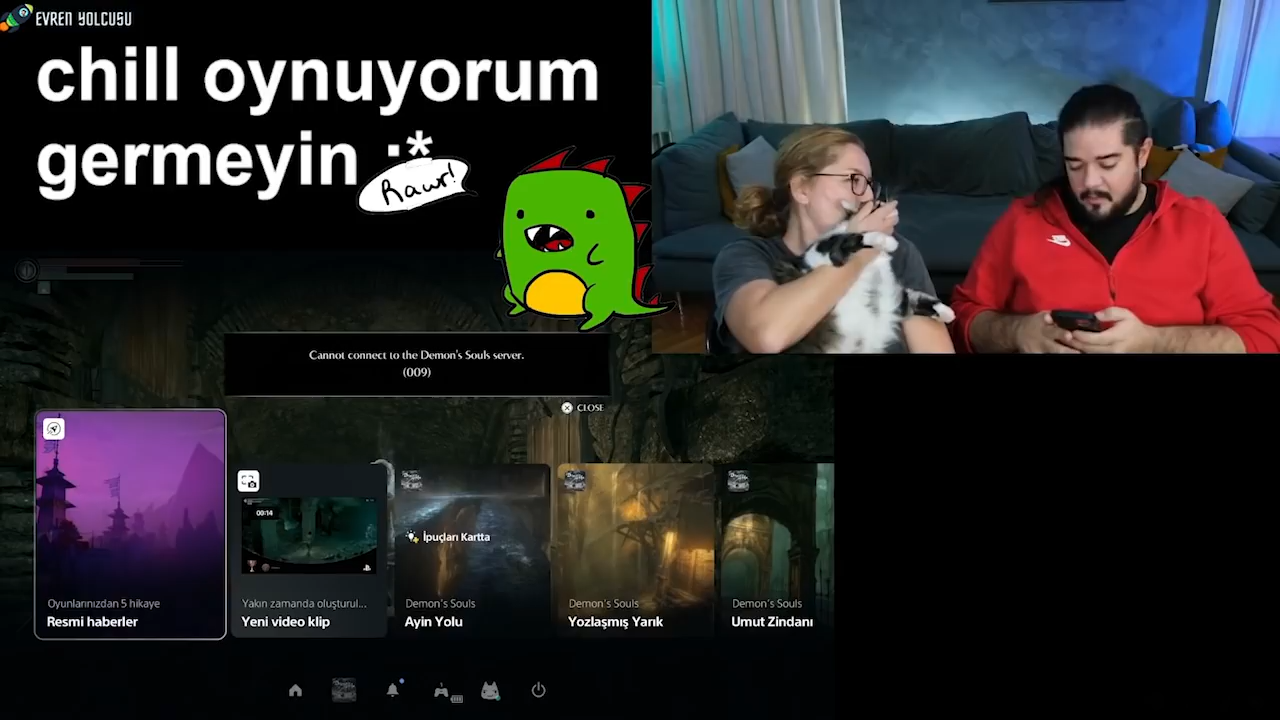 EVREN YOLCUSU
chill oynuyorum
germeyin :*
Rawr!
Cannot connect to the Demon's Souls server.
(009)
CLOSE
00:14
İpuçları Kartta
Oyunlarınızdan 5 hikaye
Resmi haberler
Yakın zamanda oluşturul...
Yeni video klip
Demon's Souls
Ayin Yolu
Demon's Souls
Yozlaşmış Yarık
Demon's Souls
Umut Zindanı